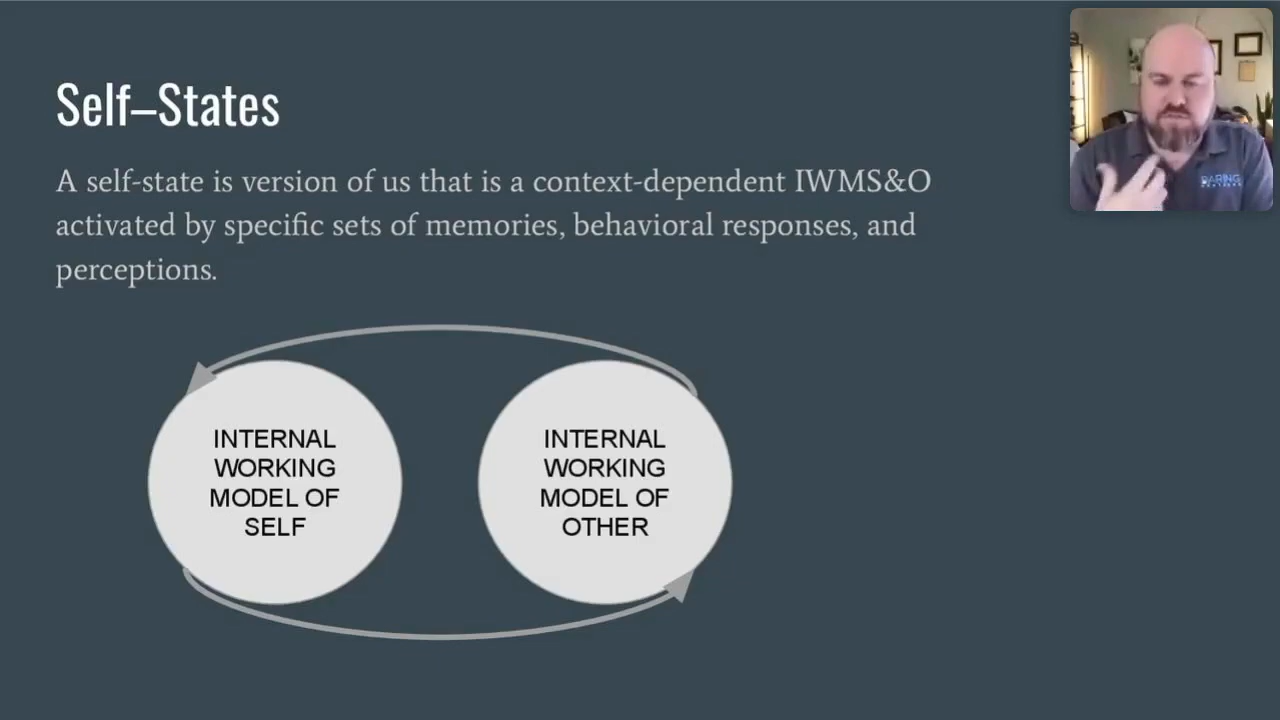 Self–States
A self-state is version of us that is a context-dependent IWMS&O
activated by specific sets of memories, behavioral responses, and
perceptions.
INTERNAL
WORKING
MODEL OF
SELF
INTERNAL
WORKING
MODEL OF
OTHER
DARING